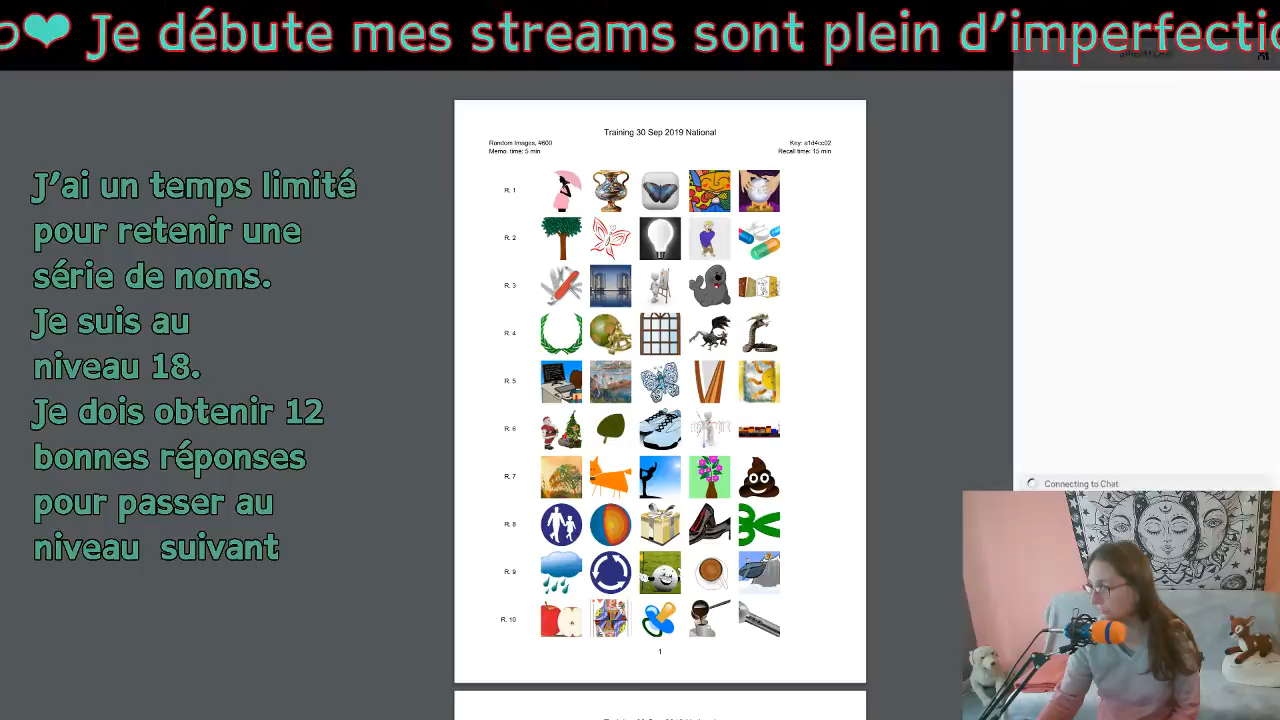 ❤ Je débute mes streams sont plein d’imperfectio
J’ai un temps limité
pour retenir une
série de noms.
Je suis au
niveau 18.
Je dois obtenir 12
bonnes réponses
pour passer au
niveau suivant
Training 30 Sep 2019 National
Random Images, #600
Key: a1d4cc02
Memo. time: 5 min
Recall time: 15 min
R. 1
R. 2
R. 3
R. 4
R. 5
R. 6
R. 7
R. 8
R. 9
R. 10
1
Connecting to Chat